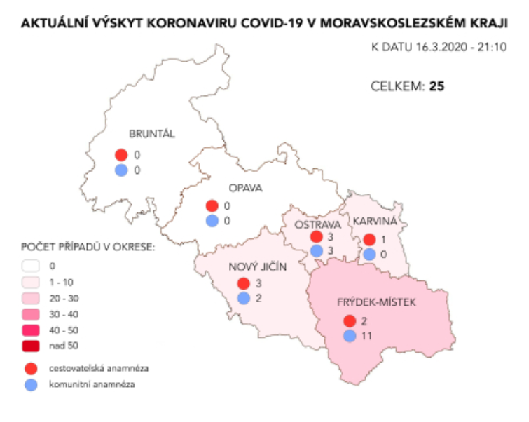 AKTUÁLNÍ VÝSKYT KORONAVIRU COVID-19 V MORAVSKOSLEZSKÉM KRAJI
K DATU 16.3.2020 - 21:10
CELKEM: 25
BRUNTÁL
0
0
OPAVA
0
0
OSTRAVA
3
3
KARVINÁ
1
0
NOVÝ JIČÍN
3
2
FRÝDEK-MÍSTEK
2
11
POČET PŘÍPADŮ V OKRESE:
0
1 - 10
20 - 30
30 - 40
40 - 50
nad 50
cestovatelská anamnéza
komunitní anamnéza